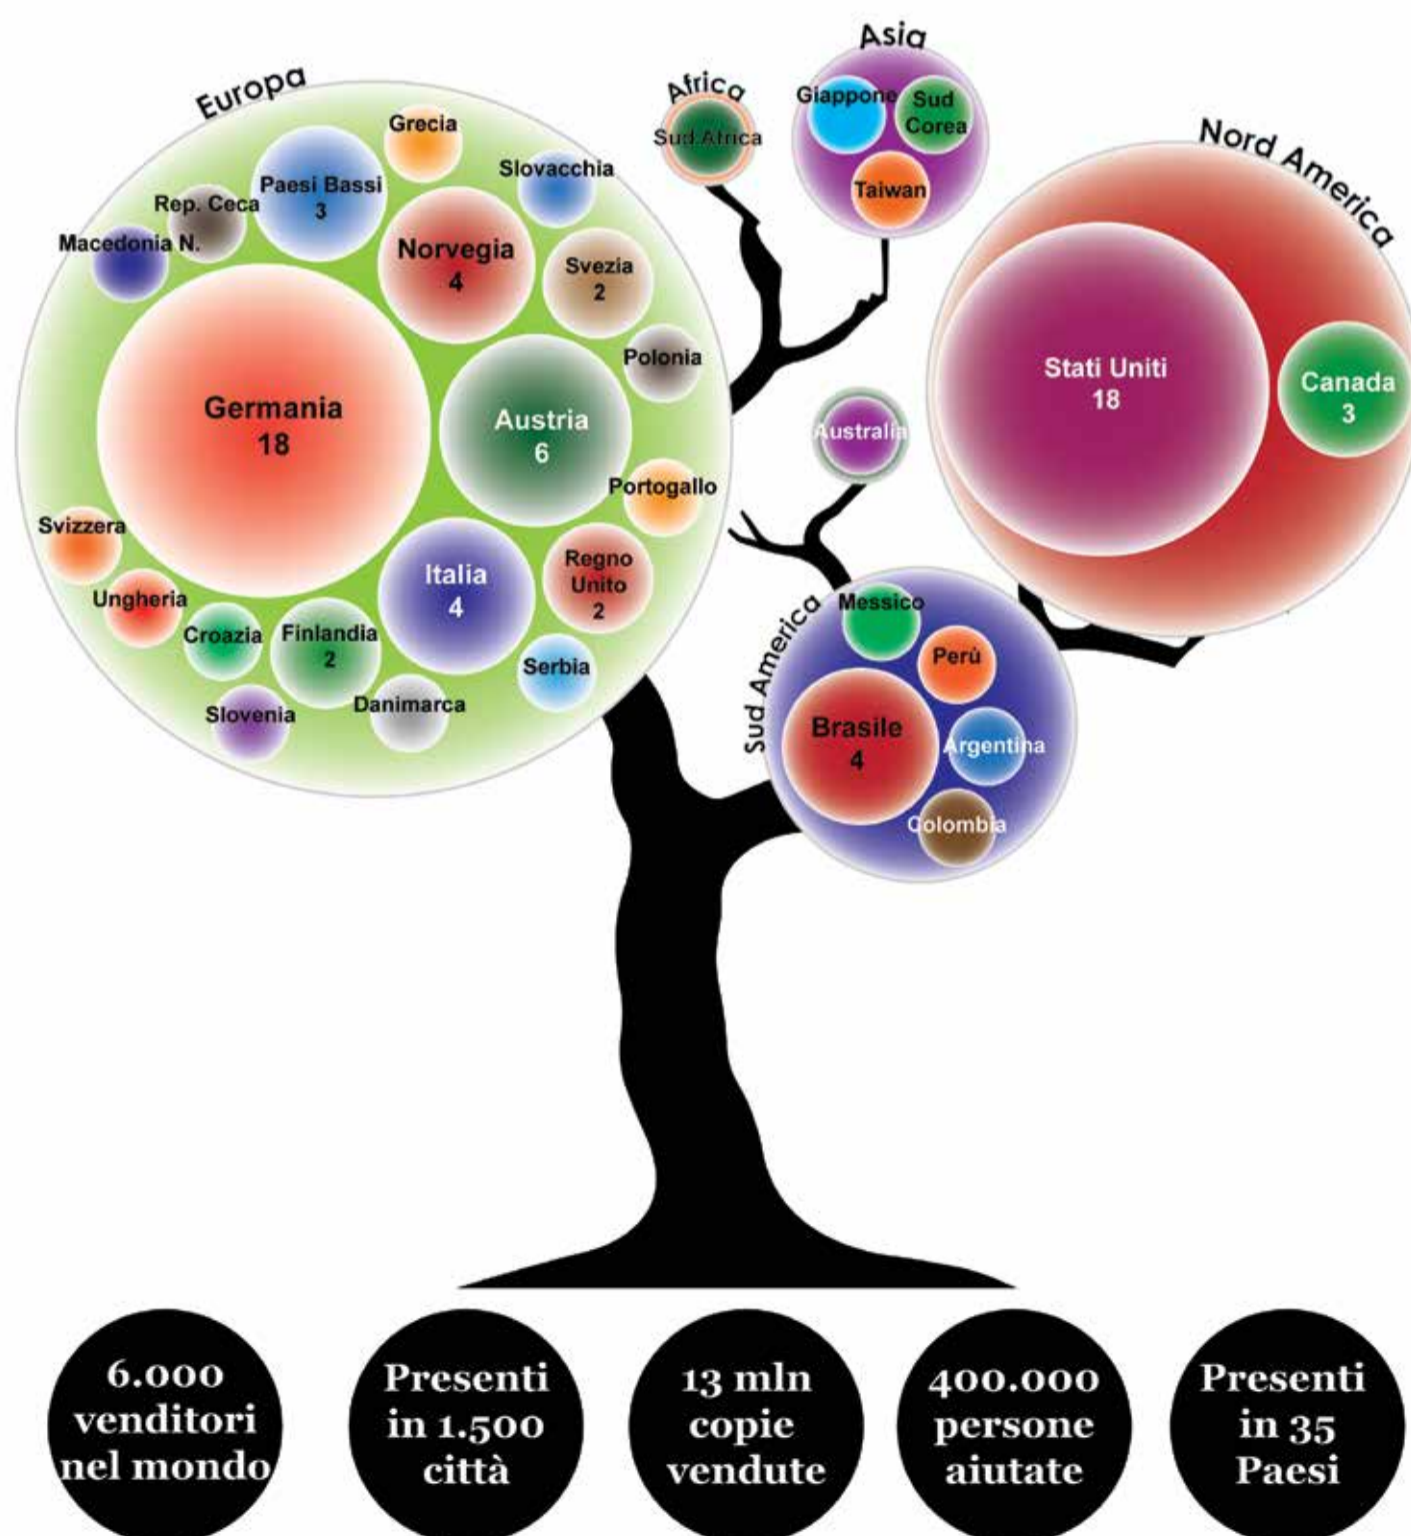 Europa
Grecia
Slovacchia
Paesi Bassi
3
Rep. Ceca
Macedonia N.
Norvegia
4
Svezia
2
Polonia
Germania
18
Austria
6
Portogallo
Svizzera
Ungheria
Croazia
Finlandia
2
Italia
4
Regno
Unito
2
Serbia
Danimarca
Slovenia
Africa
Sud Africa
Asia
Giappone
Sud
Corea
Taiwan
Nord America
Stati Uniti
18
Canada
3
Australia
Sud America
Messico
Perù
Brasile
4
Argentina
Colombia
6.000
venditori
nel mondo
Presenti
in 1.500
città
13 mln
copie
vendute
400.000
persone
aiutate
Presenti
in 35
Paesi